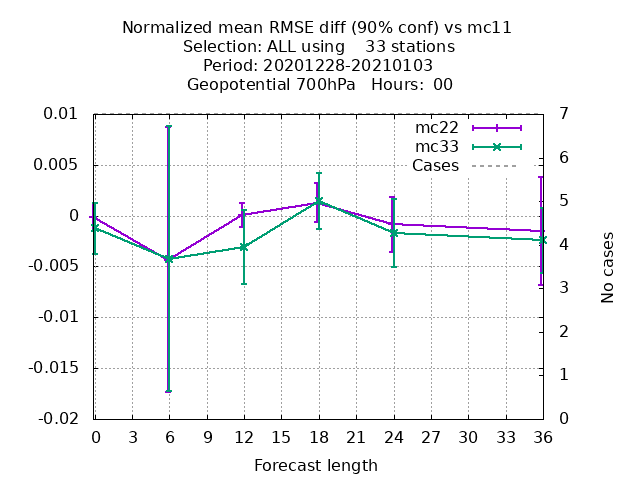 Normalized mean RMSE diff (90% conf) vs mc11
Selection: ALL using    33 stations
Period: 20201228-20210103
Geopotential 700hPa   Hours: 00
0.01
0.005
0
-0.005
-0.01
-0.015
-0.02
7
6
5
4
3
2
1
0
mc22
mc33
Cases
No cases
0 3 6 9 12 15 18 21 24 27 30 33 36
Forecast length